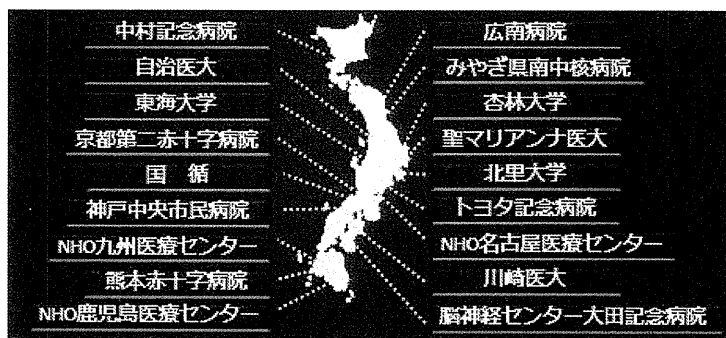 中村記念病院
自治医大
東海大学
京都第二赤十字病院
国　循
神戸中央市民病院
NHO九州医療センター
熊本赤十字病院
NHO鹿児島医療センター
広南病院
みやぎ県南中核病院
杏林大学
聖マリアンナ医大
北里大学
トヨタ記念病院
NHO名古屋医療センター
川崎医大
脳神経センター大田記念病院